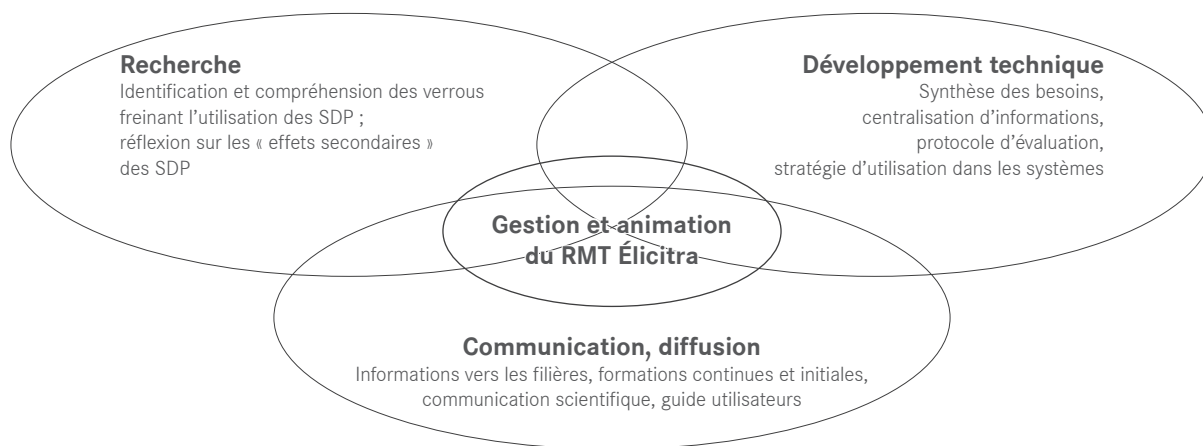 Recherche
Identification et compréhension des verrous
freinant l’utilisation des SDP ;
réflexion sur les « effets secondaires »
des SDP
Développement technique
Synthèse des besoins,
centralisation d’informations,
protocole d’évaluation,
stratégie d’utilisation dans les systèmes
Gestion et animation
du RMT Élicitra
Communication, diffusion
Informations vers les filières, formations continues et initiales,
communication scientifique, guide utilisateurs